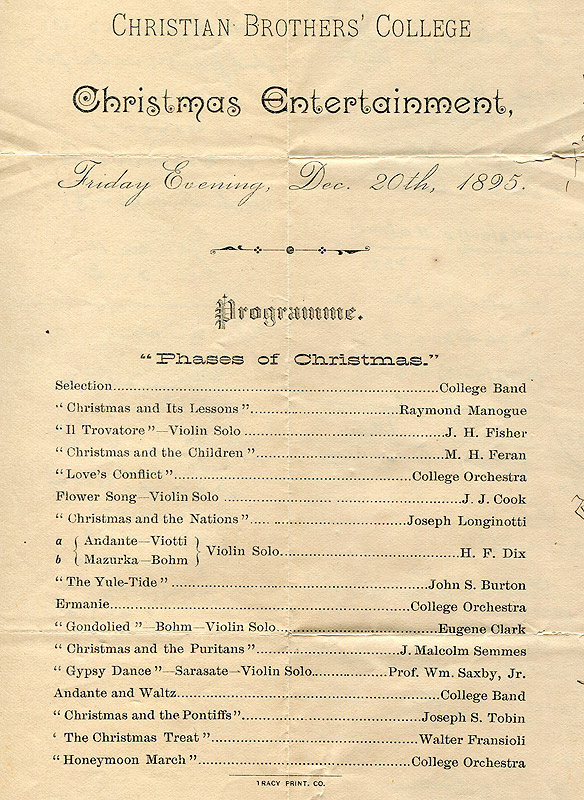 CHRISTIAN BROTHERS' COLLEGE
Christmas Entertainment,
Friday Evening, Dec. 20th, 1895.
Programme.
"Phases of Christmas."
Selection........................College Band
"Christmas and Its Lessons"........................Raymond Manogue
"Il Trovatore"—Violin Solo........................J. H. Fisher
"Christmas and the Children"........................M. H. Feran
"Love's Conflict"........................College Orchestra
Flower Song—Violin Solo........................J. J. Cook
"Christmas and the Nations"........................Joseph Longinotti
a { Andante—Viotti } Violin Solo........................H. F. Dix
b { Mazurka—Bohm }
"The Yule-Tide"........................John S. Burton
Ermanie........................College Orchestra
"Gondolied"—Bohm—Violin Solo........................Eugene Clark
"Christmas and the Puritans"........................J. Malcolm Semmes
"Gypsy Dance"—Sarasate—Violin Solo........................Prof. Wm. Saxby, Jr.
Andante and Waltz........................College Band
"Christmas and the Pontiffs"........................Joseph S. Tobin
' The Christmas Treat"........................Walter Fransioli
"Honeymoon March"........................College Orchestra
TRACY PRINT. CO.